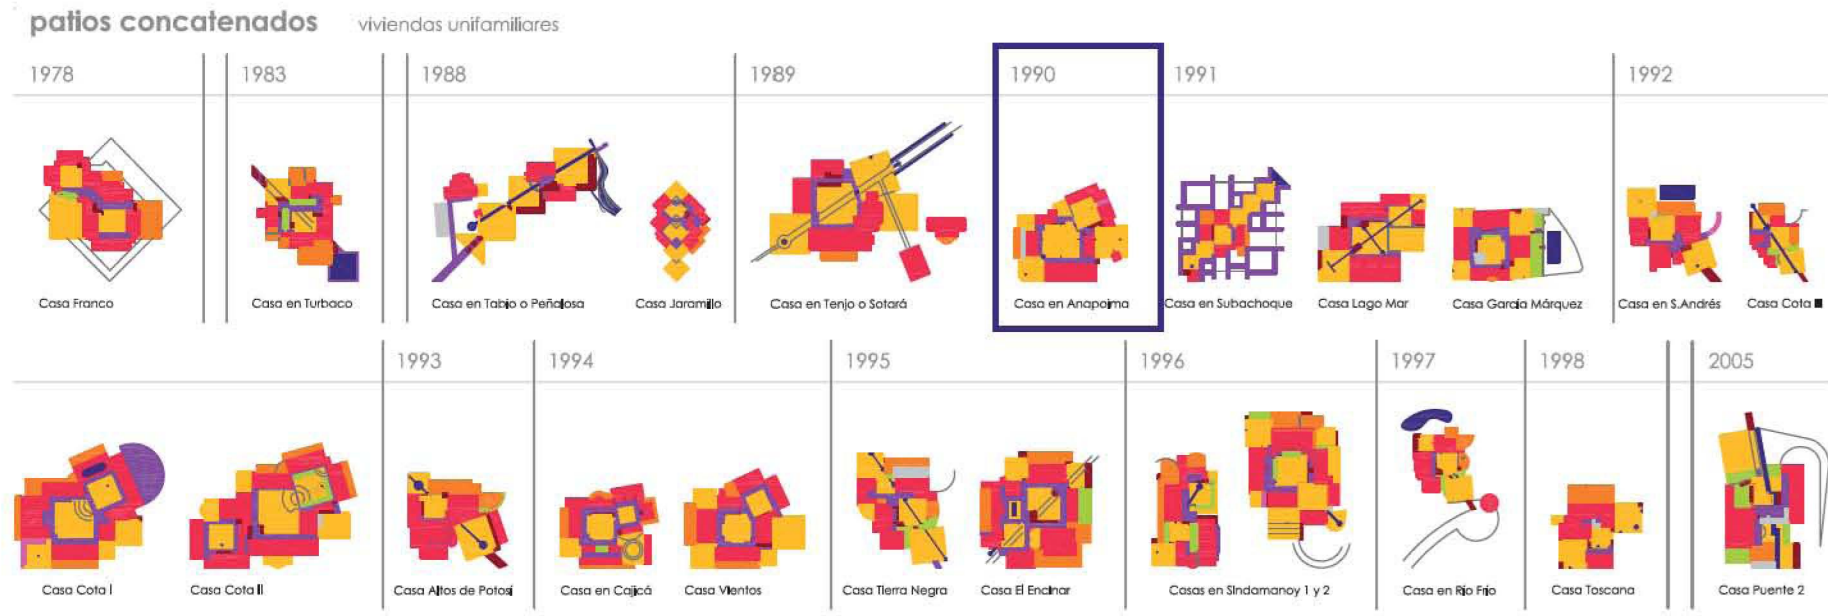 patios concatenados viviendas unifamiliares
1978 1983 1988 1989 1990 1991 1992
Casa Franco Casa en Turbaco Casa en Tabio o Peñalosa Casa Jaramillo Casa en Tenjo o Sotará Casa en Anapoima Casa en Subachoque Casa Lago Mar Casa García Márquez Casa en S.Andrés Casa Cota III
1993 1994 1995 1996 1997 1998 2005
Casa Cota I Casa Cota II Casa Altos de Potosí Casa en Cajicá Casa Vientos Casa Tierra Negra Casa El Encinar Casas en Sindamanoy 1 y 2 Casa en Rio Frio Casa Toscana Casa Puente 2